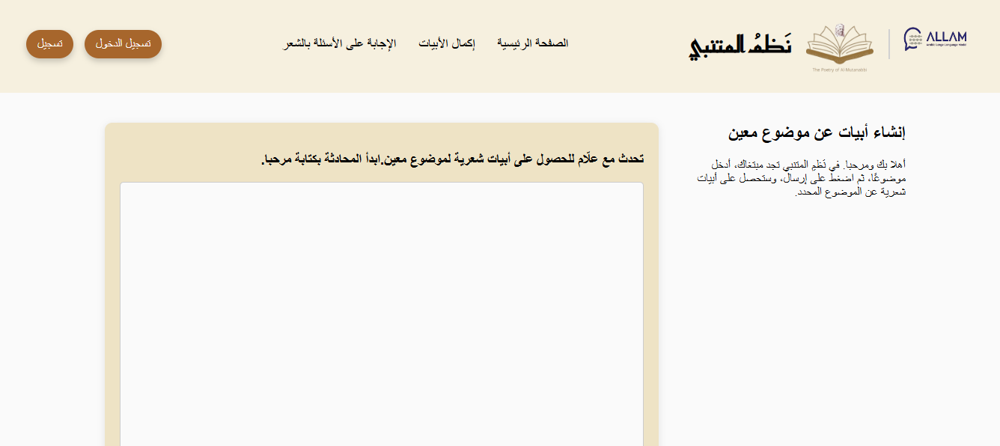 ALLAM
Arabic Large Language Model
The Poetry of Al-Mutanabbi
نَظمُ المتنبي
الصفحة الرئيسية
إكمال الأبيات
الإجابة على الأسئلة بالشعر
تسجيل الدخول
تسجيل
إنشاء أبيات عن موضوع معين
أهلا بك ومرحبا. في نَظمِ المتنبي تجد مبتغاك، أدخل
موضوعًا، ثم اضغط على إرسال، وستحصل على أبيات
شعرية عن الموضوع المحدد.
تحدث مع علّام للحصول على أبيات شعرية لموضوع معين.ابدأ المحادثة بكتابة مرحبا.